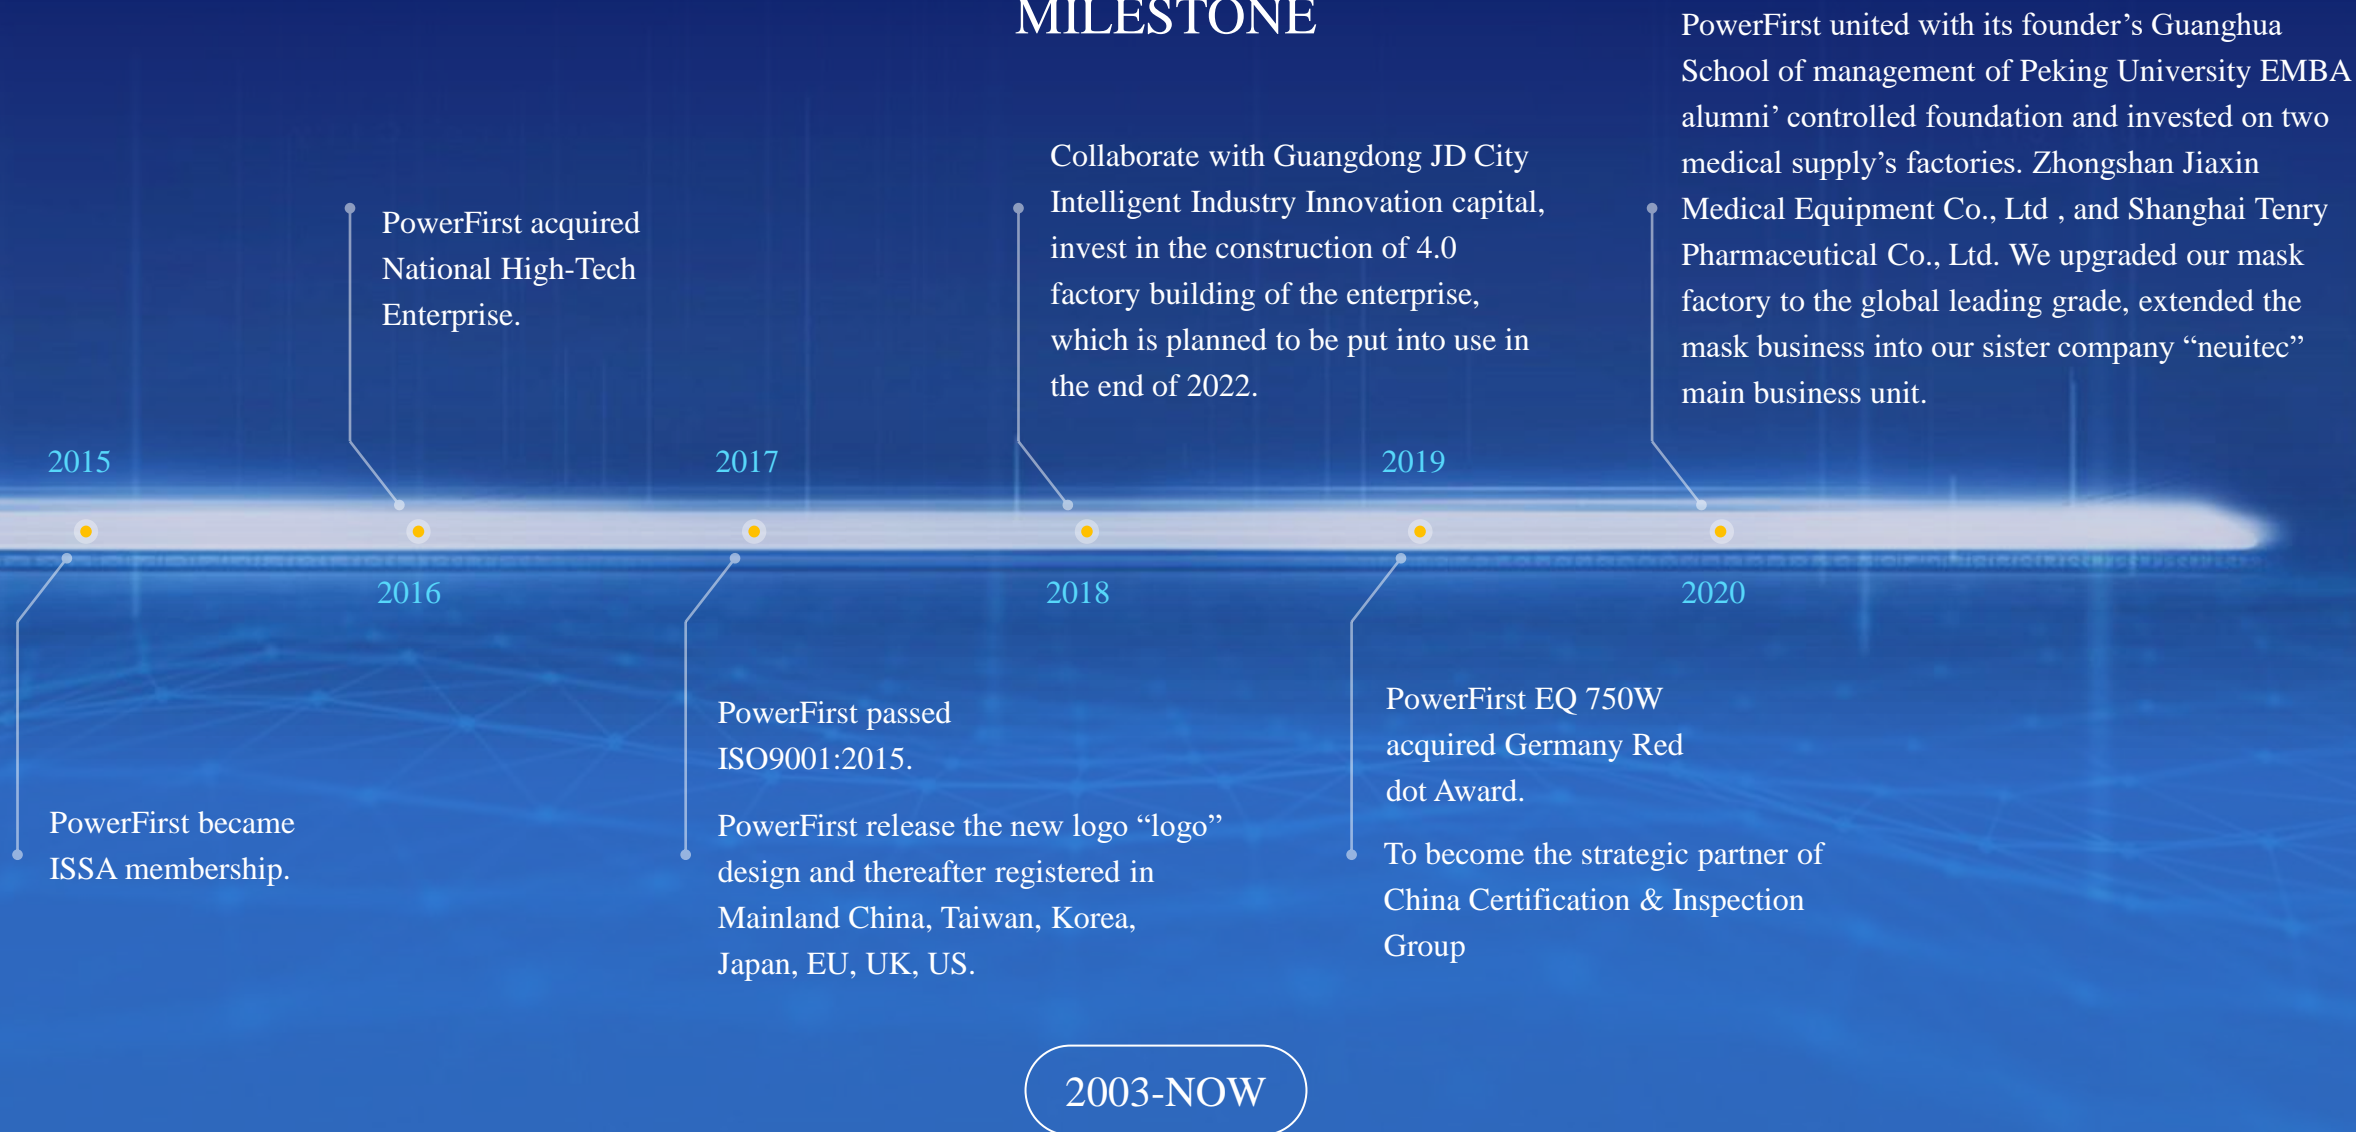 MILESTONE
2015
PowerFirst became
ISSA membership.
PowerFirst acquired
National High-Tech
Enterprise.
2016
2017
PowerFirst passed
ISO9001:2015.
PowerFirst release the new logo “logo”
design and thereafter registered in
Mainland China, Taiwan, Korea,
Japan, EU, UK, US.
Collaborate with Guangdong JD City
Intelligent Industry Innovation capital,
invest in the construction of 4.0
factory building of the enterprise,
which is planned to be put into use in
the end of 2022.
2018
2019
PowerFirst EQ 750W
acquired Germany Red
dot Award.
To become the strategic partner of
China Certification & Inspection
Group
PowerFirst united with its founder’s Guanghua
School of management of Peking University EMBA
alumni’ controlled foundation and invested on two
medical supply’s factories. Zhongshan Jiaxin
Medical Equipment Co., Ltd , and Shanghai Tenry
Pharmaceutical Co., Ltd. We upgraded our mask
factory to the global leading grade, extended the
mask business into our sister company “neuitec”
main business unit.
2020
2003-NOW